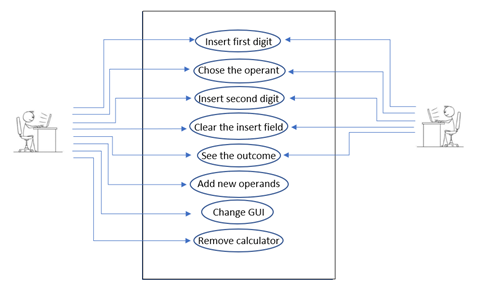 Insert first digit
Chose the operant
Insert second digit
Clear the insert field
See the outcome
Add new operands
Change GUI
Remove calculator